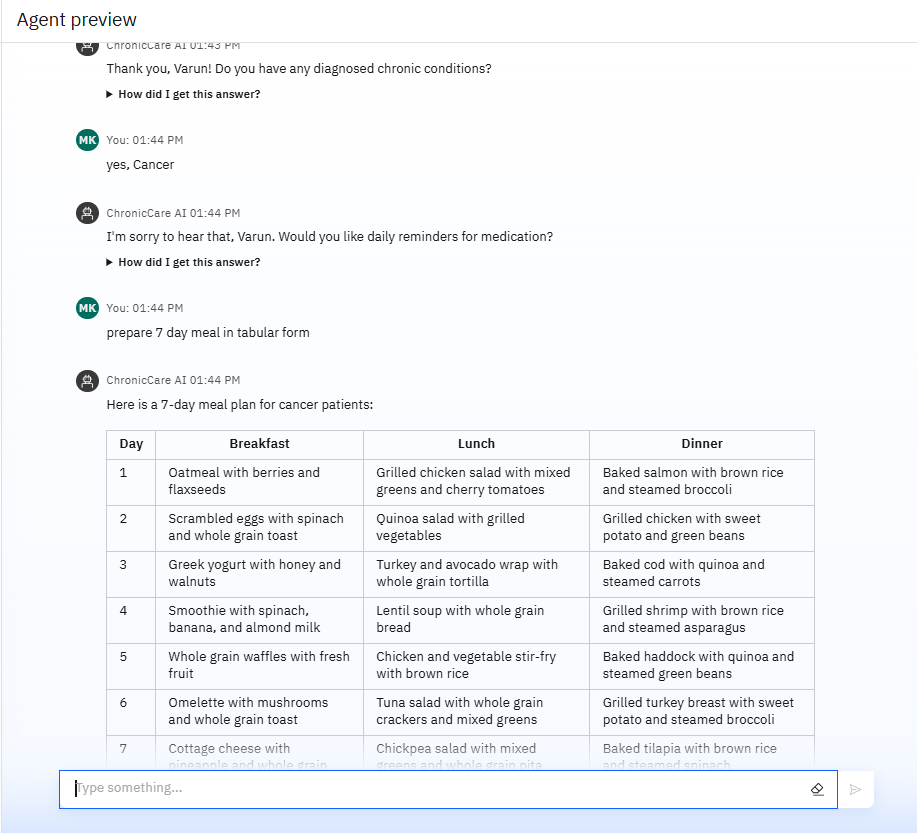 Agent preview
ChronicCare AI 01:43 PM
Thank you, Varun! Do you have any diagnosed chronic conditions?
How did I get this answer?
MK You: 01:44 PM
yes, Cancer
ChronicCare AI 01:44 PM
I'm sorry to hear that, Varun. Would you like daily reminders for medication?
How did I get this answer?
MK You: 01:44 PM
prepare 7 day meal in tabular form
ChronicCare AI 01:44 PM
Here is a 7-day meal plan for cancer patients:
Day Breakfast Lunch Dinner
1 Oatmeal with berries and Grilled chicken salad with mixed Baked salmon with brown rice
flaxseeds greens and cherry tomatoes and steamed broccoli
2 Scrambled eggs with spinach Quinoa salad with grilled Grilled chicken with sweet
and whole grain toast vegetables potato and green beans
3 Greek yogurt with honey and Turkey and avocado wrap with Baked cod with quinoa and
walnuts whole grain tortilla steamed carrots
4 Smoothie with spinach, Lentil soup with whole grain Grilled shrimp with brown rice
banana, and almond milk bread and steamed asparagus
5 Whole grain waffles with fresh Chicken and vegetable stir-fry Baked haddock with quinoa and
fruit with brown rice steamed green beans
6 Omelette with mushrooms Tuna salad with whole grain Grilled turkey breast with sweet
and whole grain toast crackers and mixed greens potato and steamed broccoli
7 Cottage cheese with Chickpea salad with mixed Baked tilapia with brown rice
pineapple and whole grain greens and whole grain pita and steamed spinach
Type something...